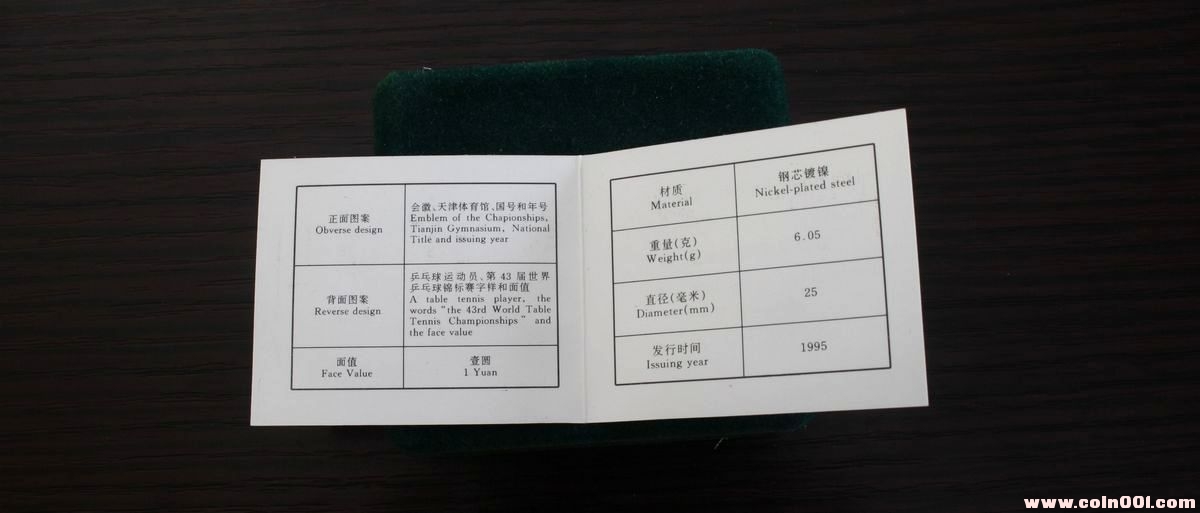 正面图案
Obverse design
会徽、天津体育馆、国号和年号
Emblem of the Chapionships,
Tianjin Gymnasium, National
Title and issuing year
背面图案
Reverse design
乒乓球运动员、第 43 届世界
乒乓球锦标赛字样和面值
A table tennis player, the
words "the 43rd World Table
Tennis Championships" and
the face value
面值
Face Value
壹圆
1 Yuan
材质
Material
钢芯镀镍
Nickel-plated steel
重量(克)
Weight(g)
6.05
直径(毫米)
Diameter(mm)
25
发行时间
Issuing year
1995
www.coin001.com